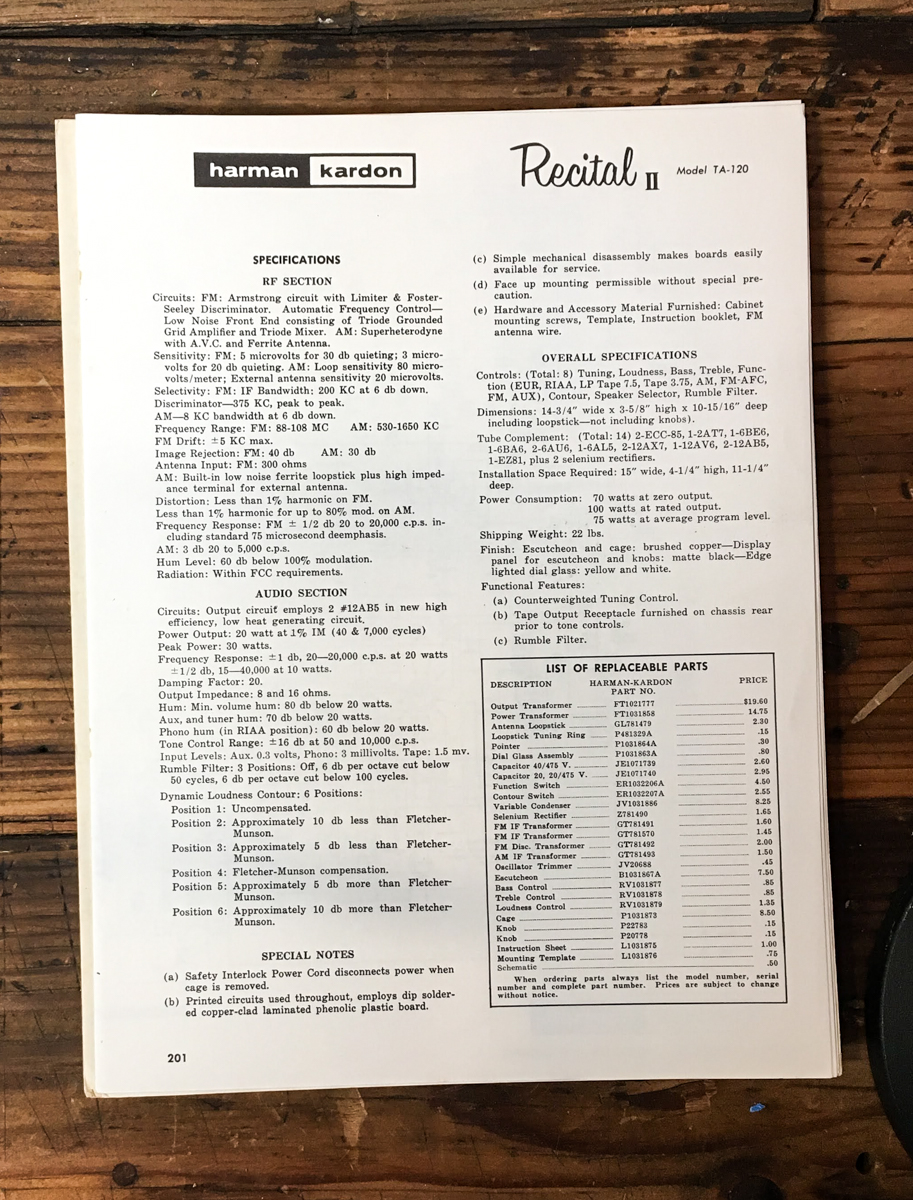 harman kardon
Recital II Model TA-120
SPECIFICATIONS
RF SECTION
Circuits: FM: Armstrong circuit with Limiter & Foster-
Seeley Discriminator. Automatic Frequency Control—
Low Noise Front End consisting of Triode Grounded
Grid Amplifier and Triode Mixer. AM: Superheterodyne
with A.V.C. and Ferrite Antenna.
Sensitivity: FM: 5 microvolts for 30 db quieting; 3 micro-
volts for 20 db quieting. AM: Loop sensitivity 80 micro-
volts/meter; External antenna sensitivity 20 microvolts.
Selectivity: FM: IF Bandwidth: 200 KC at 6 db down.
Discriminator—375 KC, peak to peak.
AM—8 KC bandwidth at 6 db down.
Frequency Range: FM: 88-108 MC AM: 530-1650 KC
FM Drift: ±5 KC max.
Image Rejection: FM: 40 db AM: 30 db
Antenna Input: FM: 300 ohms
AM: Built-in low noise ferrite loopstick plus high imped-
ance terminal for external antenna.
Distortion: Less than 1% harmonic on FM.
Less than 1% harmonic for up to 80% mod. on AM.
Frequency Response: FM ± 1/2 db 20 to 20,000 c.p.s. in-
cluding standard 75 microsecond deemphasis.
AM: 3 db 20 to 5,000 c.p.s.
Hum Level: 60 db below 100% modulation.
Radiation: Within FCC requirements.
AUDIO SECTION
Circuits: Output circuit employs 2 #12AB5 in new high
efficiency, low heat generating circuit.
Power Output: 20 watt at 1% IM (40 & 7,000 cycles)
Peak Power: 30 watts.
Frequency Response: ±1 db, 20—20,000 c.p.s. at 20 watts
±1/2 db, 15—40,000 at 10 watts.
Damping Factor: 20.
Output Impedance: 8 and 16 ohms.
Hum: Min. volume hum: 80 db below 20 watts.
Aux, and tuner hum: 70 db below 20 watts.
Phono hum (in RIAA position): 60 db below 20 watts.
Tone Control Range: ±16 db at 50 and 10,000 c.p.s.
Input Levels: Aux. 0.3 volts, Phono: 3 millivolts. Tape: 1.5 mv.
Rumble Filter: 3 Positions: Off, 6 db per octave cut below
50 cycles, 6 db per octave cut below 100 cycles.
Dynamic Loudness Contour: 6 Positions:
Position 1: Uncompensated.
Position 2: Approximately 10 db less than Fletcher-
Munson.
Position 3: Approximately 5 db less than Fletcher-
Munson.
Position 4: Fletcher-Munson compensation.
Position 5: Approximately 5 db more than Fletcher-
Munson.
Position 6: Approximately 10 db more than Fletcher-
Munson.
SPECIAL NOTES
(a) Safety Interlock Power Cord disconnects power when
cage is removed.
(b) Printed circuits used throughout, employs dip solder-
ed copper-clad laminated phenolic plastic board.
201
(c) Simple mechanical disassembly makes boards easily
available for service.
(d) Face up mounting permissible without special pre-
caution.
(e) Hardware and Accessory Material Furnished: Cabinet
mounting screws, Template, Instruction booklet, FM
antenna wire.
OVERALL SPECIFICATIONS
Controls: (Total: 8) Tuning, Loudness, Bass, Treble, Func-
tion (EUR, RIAA, LP Tape 7.5, Tape 3.75, AM, FM-AFC,
FM, AUX), Contour, Speaker Selector, Rumble Filter.
Dimensions: 14-3/4" wide x 3-5/8" high x 10-15/16" deep
including loopstick—not including knobs).
Tube Complement: (Total: 14) 2-ECC-85, 1-2AT7, 1-6BE6,
1-6BA6, 2-6AU6, 1-6AL5, 2-12AX7, 1-12AV6, 2-12AB5,
1-EZ81, plus 2 selenium rectifiers.
Installation Space Required: 15" wide, 4-1/4" high, 11-1/4"
deep.
Power Consumption: 70 watts at zero output.
100 watts at rated output.
75 watts at average program level.
Shipping Weight: 22 lbs.
Finish: Escutcheon and cage: brushed copper—Display
panel for escutcheon and knobs: matte black—Edge
lighted dial glass: yellow and white.
Functional Features:
(a) Counterweighted Tuning Control.
(b) Tape Output Receptacle furnished on chassis rear
prior to tone controls.
(c) Rumble Filter.
LIST OF REPLACEABLE PARTS
DESCRIPTION HARMAN-KARDON PRICE
PART NO.
Output Transformer FT1021777 $19.60
Power Transformer FT1031858 14.75
Antenna Loopstick GL781479 2.30
Loopstick Tuning Ring P481329A .15
Pointer P1031864A .30
Dial Glass Assembly P1031863A .80
Capacitor 40/475 V. JE1071739 2.60
Capacitor 20, 20/475 V. JE1071740 2.95
Function Switch ER1032206A 4.50
Contour Switch ER1032207A 2.55
Variable Condenser JV1031886 8.25
Selenium Rectifier Z781490 1.65
FM IF Transformer GT781491 1.60
FM IF Transformer GT781570 1.45
FM Disc. Transformer GT781492 2.00
AM IF Transformer GT781493 1.50
Oscillator Trimmer JV20688 .45
Escutcheon B1031867A 7.50
Bass Control RV1031877 .85
Treble Control RV1031878 .85
Loudness Control RV1031879 1.35
Cage P1031873 8.50
Knob P22783 .15
Knob P20778 .15
Instruction Sheet L1031875 1.00
Mounting Template L1031876 .75
Schematic .50
When ordering parts always list the model number, serial
number and complete part number. Prices are subject to change
without notice.